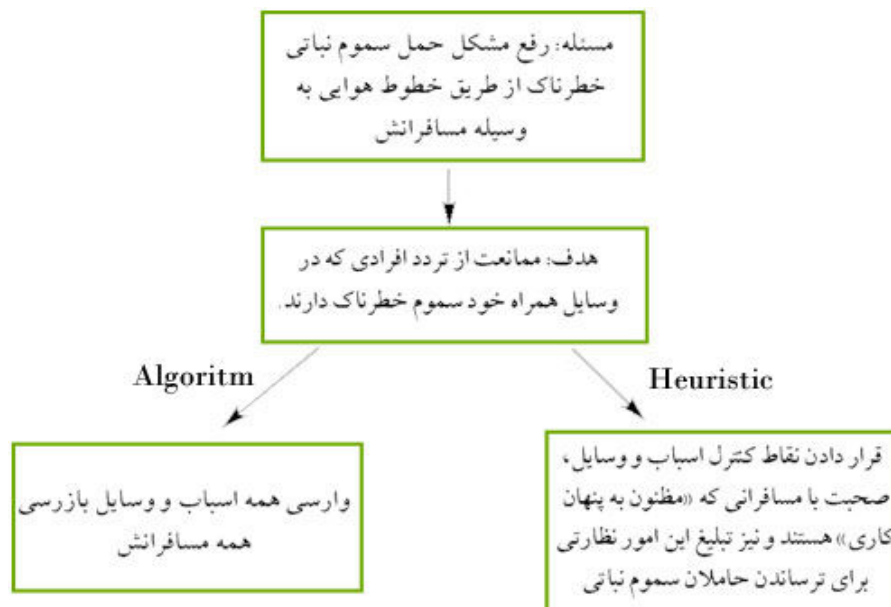 مسئله: رفع مشکل حمل سموم نباتی
خطرناک از طریق خطوط هوایی به
وسیله مسافرانش
هدف: ممانعت از تردد افرادی که در
وسایل همراه خود سموم خطرناک دارند.
Algoritm
Heuristic
وارسی همه اسباب و وسایل بازرسی
همه مسافرانش
قرار دادن نقاط کنترل اسباب و وسایل،
صحبت با مسافرانی که «مظنون به پنهان
کاری» هستند و نیز تبلیغ این امور نظارتی
برای ترساندن حاملان سموم نباتی